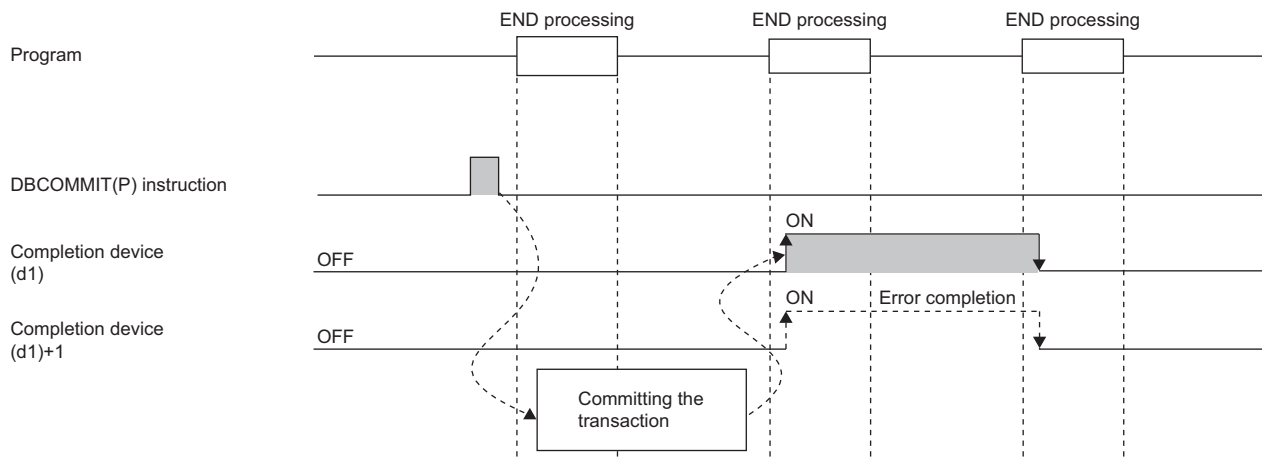 END processing
END processing
END processing
Program
DBCOMMIT(P) instruction
ON
Completion device
(d1)
OFF
ON
Error completion
Completion device
(d1)+1
OFF
Committing the
transaction